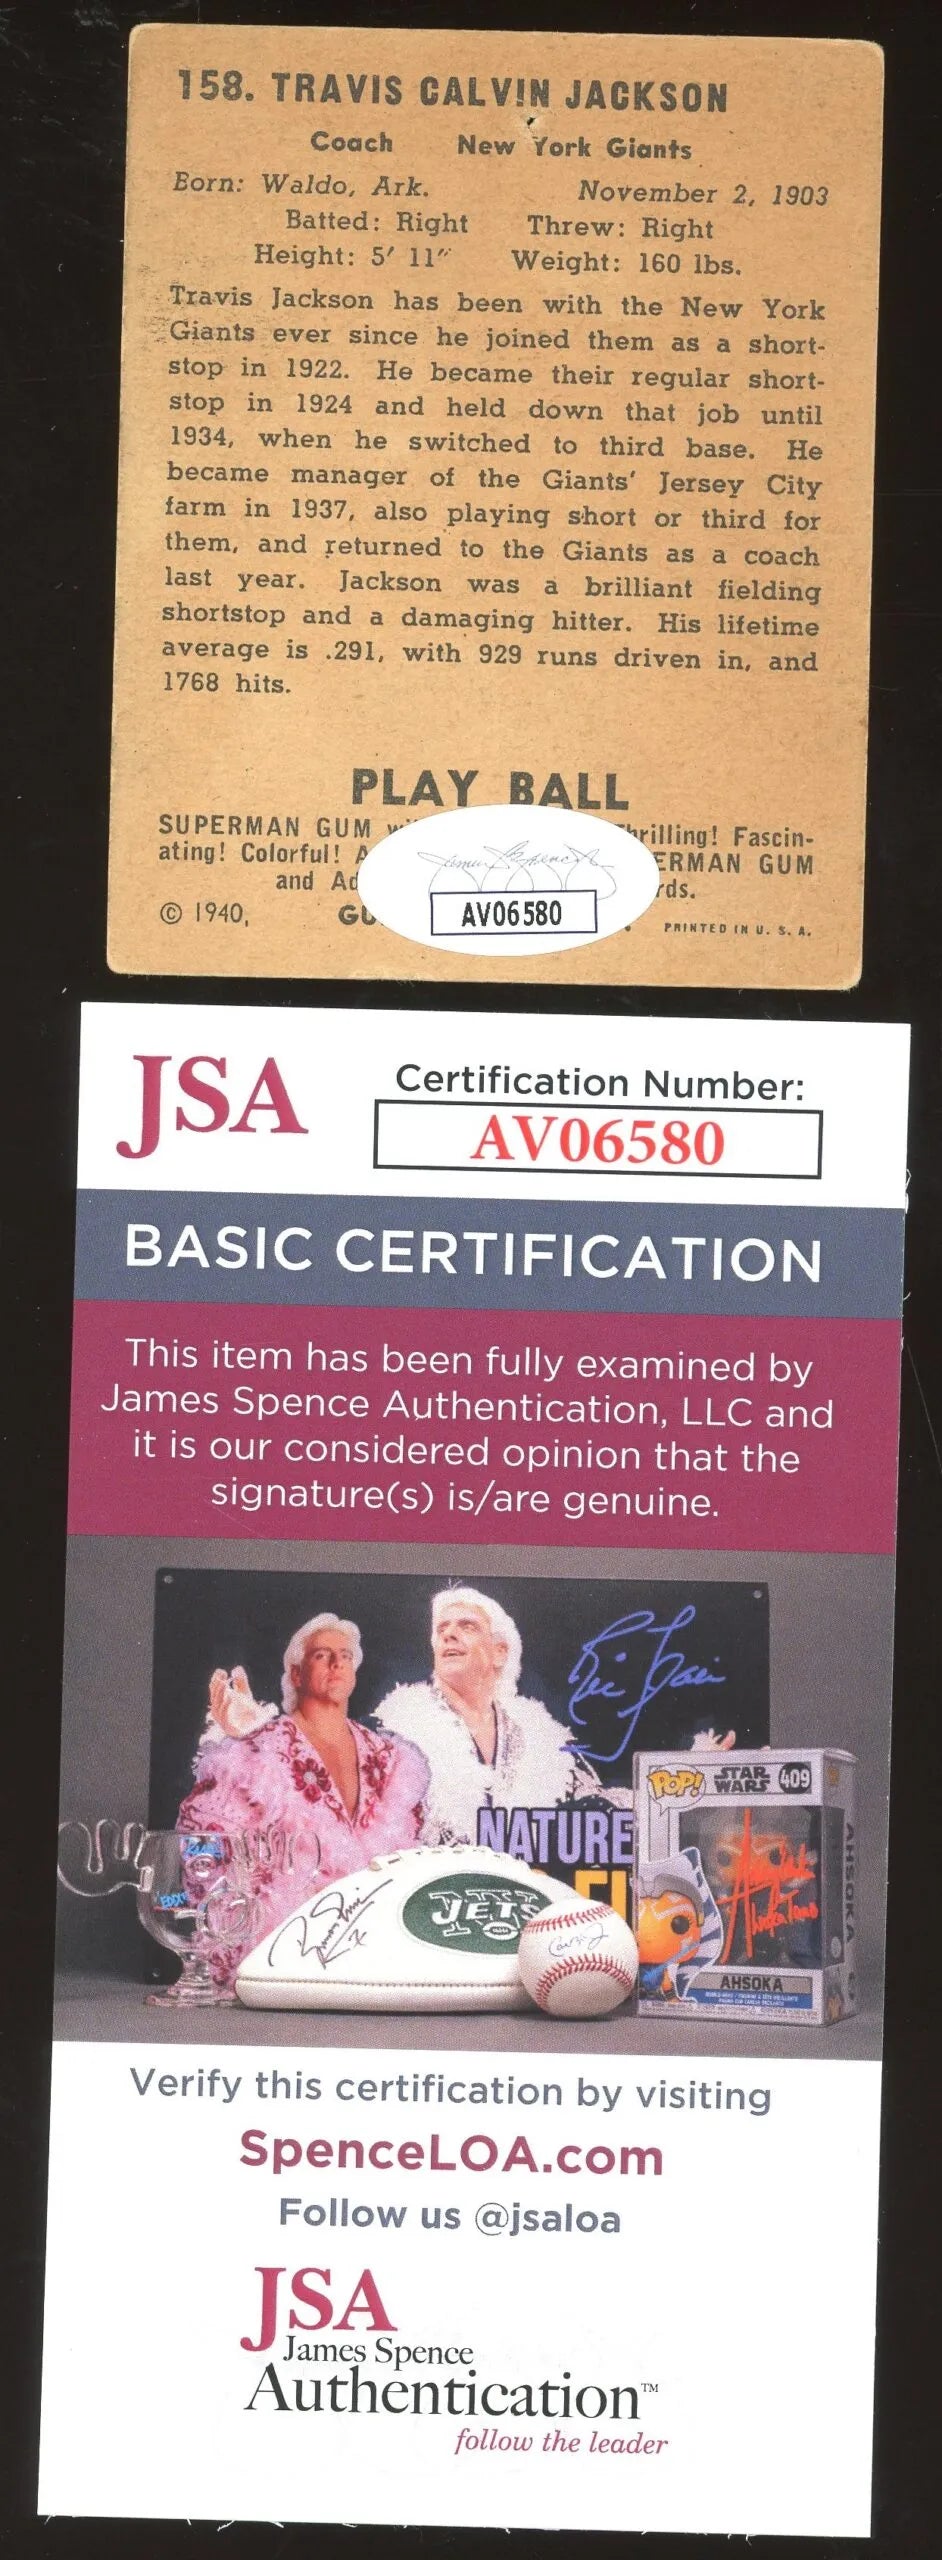 158. TRAVIS CALVIN JACKSON
Coach New York Giants
Born: Waldo, Ark. November 2, 1903
Batted: Right Threw: Right
Height: 5' 11" Weight: 160 lbs.
Travis Jackson has been with the New York
Giants ever since he joined them as a short-
stop in 1922. He became their regular short-
stop in 1924 and held down that job until
1934, when he switched to third base. He
became manager of the Giants' Jersey City
farm in 1937, also playing short or third for
them, and returned to the Giants as a coach
last year. Jackson was a brilliant fielding
shortstop and a damaging hitter. His lifetime
average is .291, with 929 runs driven in, and
1768 hits.
PLAY BALL
SUPERMAN GUM Thrilling! Fascin-
ating! Colorful! GUM
and
© 1940, PRINTED IN U. S. A.
AV06580
JSA
Certification Number:
AV06580
BASIC CERTIFICATION
This item has been fully examined by
James Spence Authentication, LLC and
it is our considered opinion that the
signature(s) is/are genuine.
Ric Flair
POP! STAR WARS 409
NATURE
JETS
AHSOKA
AHSOKA
Verify this certification by visiting
SpenceLOA.com
Follow us @jsaloa
JSA
James Spence
Authentication™
follow the leader